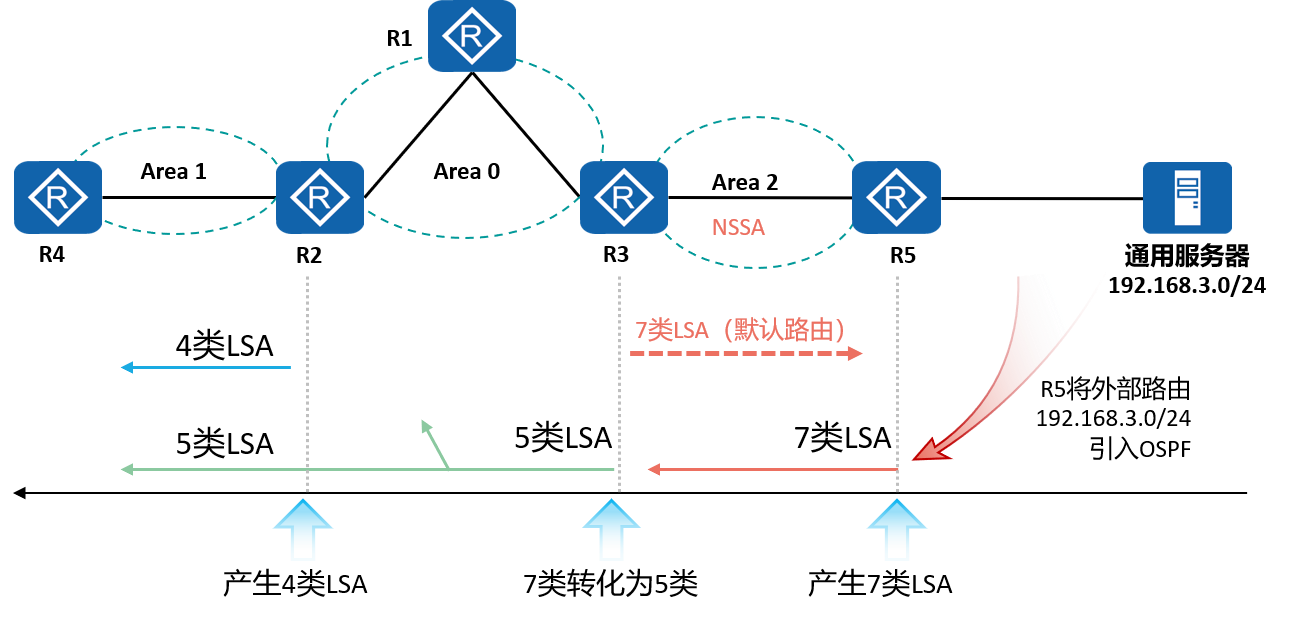 R
R1
R
Area 1
R
Area 0
R
Area 2
NSSA
R
R4
R2
R3
R5
通用服务器
192.168.3.0/24
7类LSA（默认路由）
4类LSA
R5将外部路由
192.168.3.0/24
引入OSPF
5类LSA
5类LSA
7类LSA
产生4类LSA
7类转化为5类
产生7类LSA